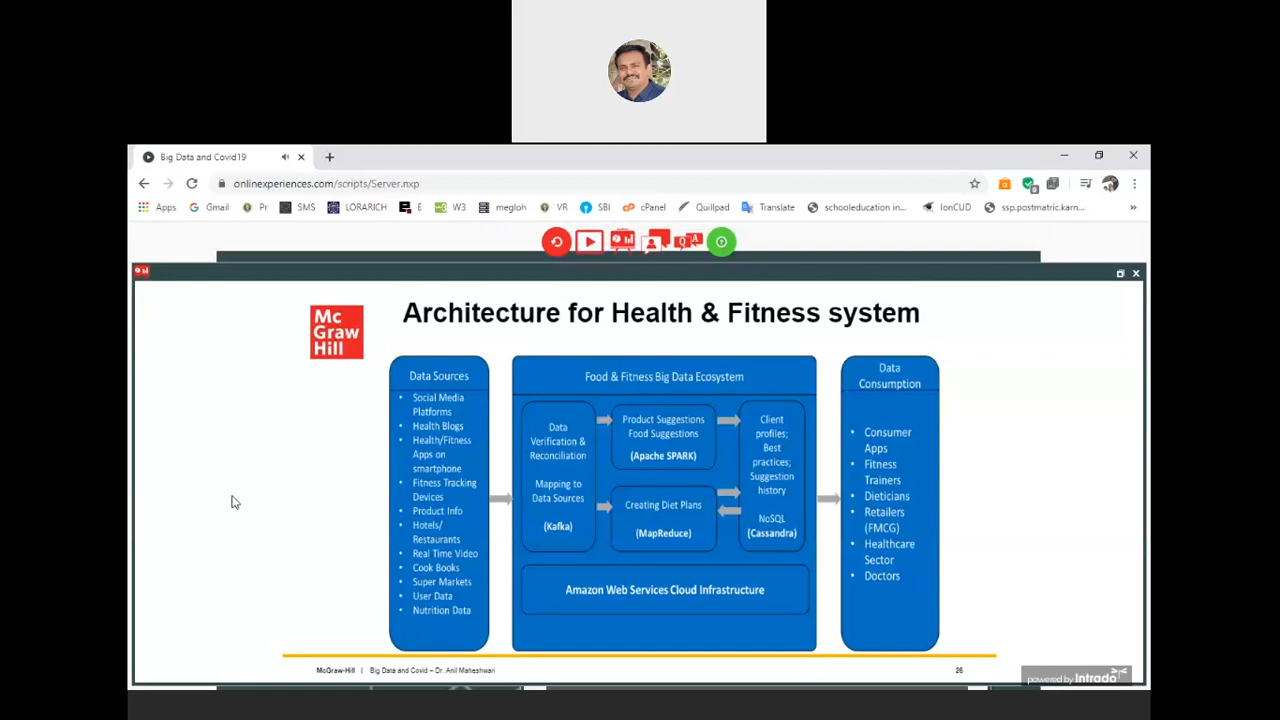 Big Data and Covid19
onlinexperiences.com/scripts/Server.nxp
Apps Gmail Pr SMS LORARICH E W3 megloh VR SBI cPanel Quillpad Translate schooleducation in... IonCUD ssp.postmatric.karn... »
Q A
Mc
Graw
Hill
Architecture for Health & Fitness system
Data Sources
• Social Media
Platforms
• Health Blogs
• Health/Fitness
Apps on
smartphone
• Fitness Tracking
Devices
• Product Info
• Hotels/
Restaurants
• Real Time Video
• Cook Books
• Super Markets
• User Data
• Nutrition Data
Food & Fitness Big Data Ecosystem
Data
Verification &
Reconciliation
Mapping to
Data Sources
(Kafka)
Product Suggestions
Food Suggestions
(Apache SPARK)
Creating Diet Plans
(MapReduce)
Client
profiles;
Best
practices;
Suggestion
history
NoSQL
(Cassandra)
Amazon Web Services Cloud Infrastructure
Data
Consumption
• Consumer
Apps
• Fitness
Trainers
• Dieticians
• Retailers
(FMCG)
• Healthcare
Sector
• Doctors
McGraw-Hill | Big Data and Covid – Dr. Anil Maheshwari 26
powered by Intrado